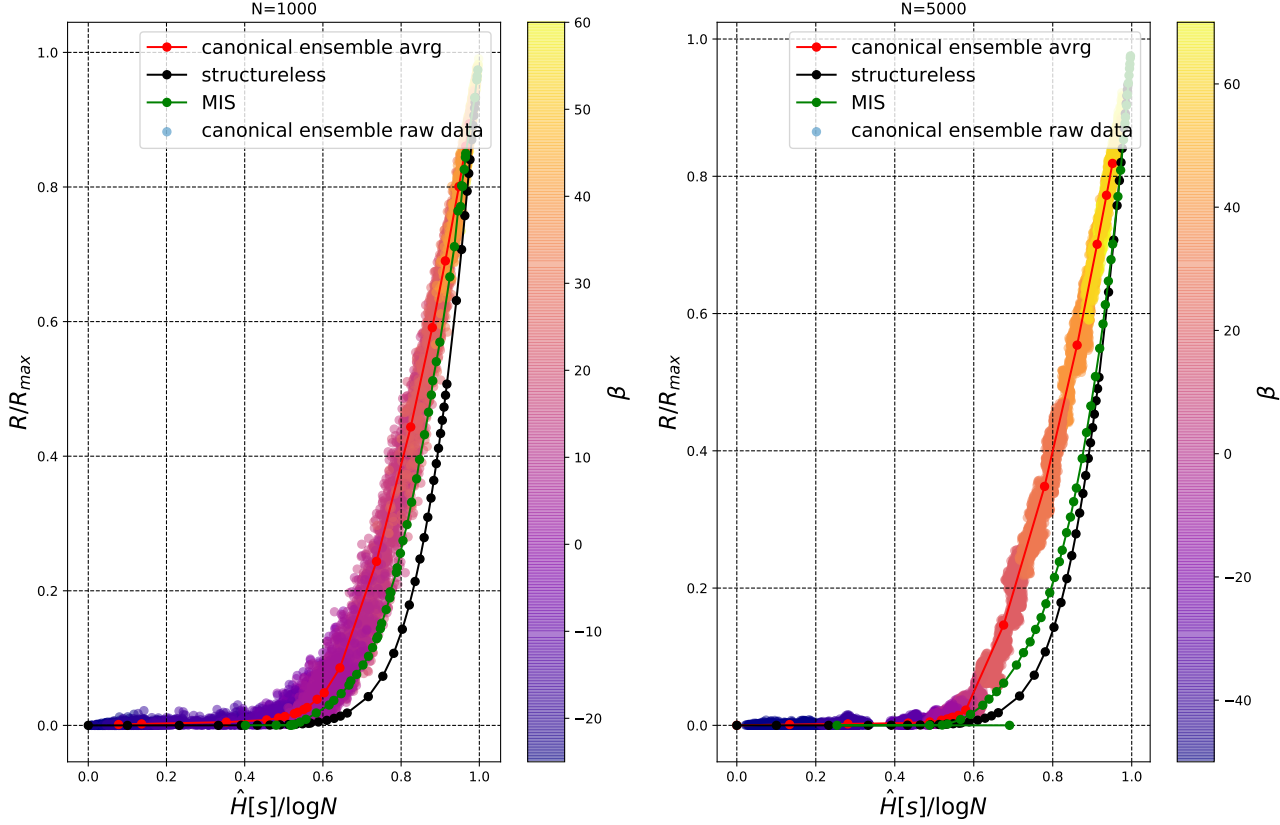 N=1000
canonical ensemble avrg
structureless
MIS
canonical ensemble raw data
1.0
0.8
0.6
0.4
0.2
0.0
R/R_{max}
0.0 0.2 0.4 0.6 0.8 1.0
Ĥ[s]/logN
60
50
40
30
20
10
0
−10
−20
β
N=5000
canonical ensemble avrg
structureless
MIS
canonical ensemble raw data
1.0
0.8
0.6
0.4
0.2
0.0
R/R_{max}
0.0 0.2 0.4 0.6 0.8 1.0
Ĥ[s]/logN
60
40
20
0
−20
−40
β